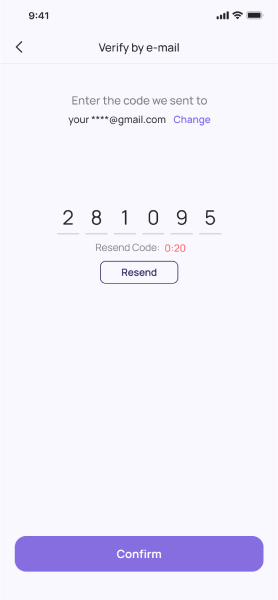 9:41
Verify by e-mail
Enter the code we sent to
your ****@gmail.com Change
2 8 1 0 9 5
Resend Code: 0:20
Resend
Confirm